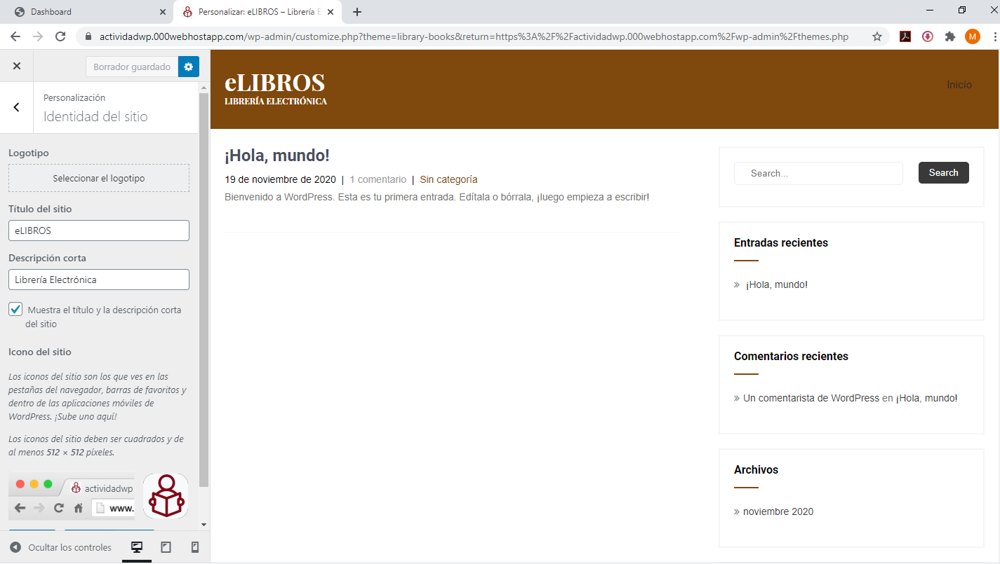 Dashboard
Personalizar: eLIBROS – Librería E
actividadwp.000webhostapp.com/wp-admin/customize.php?theme=library-books&return=https%3A%2F%2Factividadwp.000webhostapp.com%2Fwp-admin%2Fthemes.php
M
Borrador guardado
Personalización
Identidad del sitio
Logotipo
Seleccionar el logotipo
Título del sitio
eLIBROS
Descripción corta
Librería Electrónica
Muestra el título y la descripción corta
del sitio
Icono del sitio
Los iconos del sitio son los que ves en las
pestañas del navegador, barras de favoritos y
dentro de las aplicaciones móviles de
WordPress. ¡Sube uno aquí!
Los iconos del sitio deben ser cuadrados y de
al menos 512 × 512 píxeles.
actividadwp
www.
Ocultar los controles
eLIBROS
LIBRERÍA ELECTRÓNICA
Inicio
¡Hola, mundo!
19 de noviembre de 2020 | 1 comentario | Sin categoría
Bienvenido a WordPress. Esta es tu primera entrada. Edítala o bórrala, ¡luego empieza a escribir!
Search...
Search
Entradas recientes
» ¡Hola, mundo!
Comentarios recientes
» Un comentarista de WordPress en ¡Hola, mundo!
Archivos
» noviembre 2020